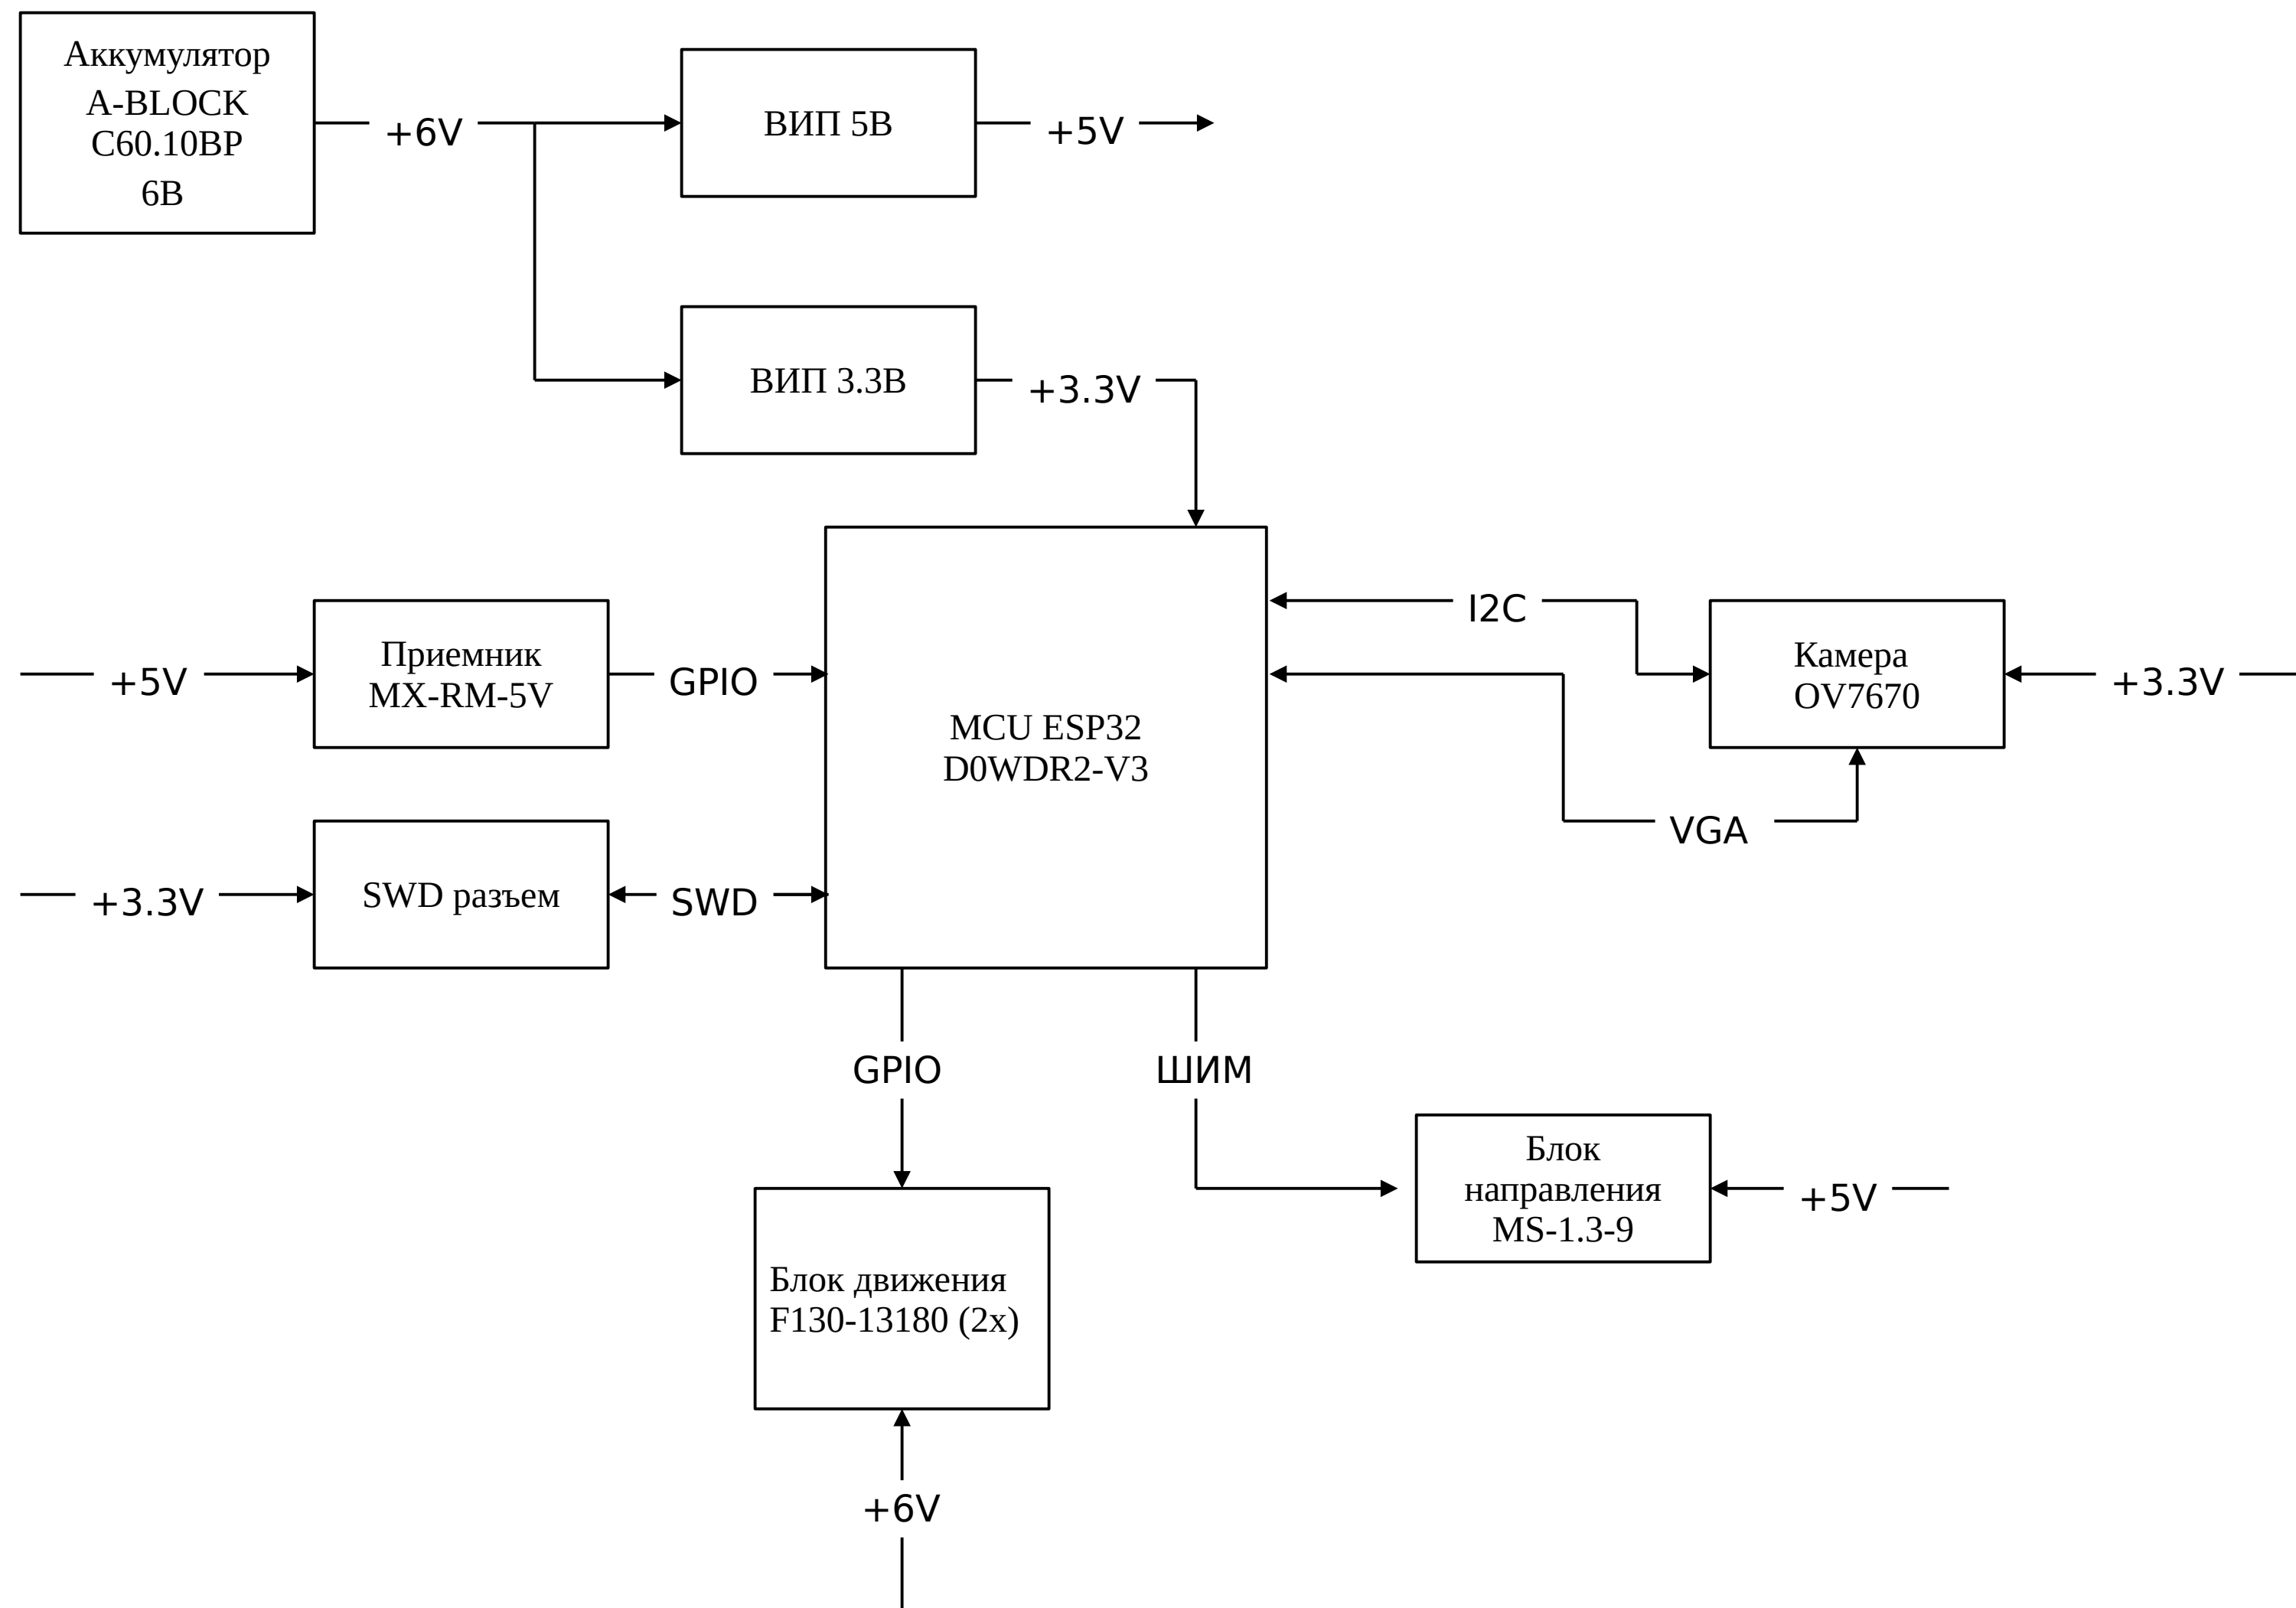 Аккумулятор
A-BLOCK
C60.10BP
6В
+6V
ВИП 5В
+5V
ВИП 3.3В
+3.3V
+5V
Приемник
MX-RM-5V
GPIO
MCU ESP32
D0WDR2-V3
I2C
Камера
OV7670
+3.3V
VGA
+3.3V
SWD разъем
SWD
GPIO
ШИМ
Блок
направления
MS-1.3-9
+5V
Блок движения
F130-13180 (2x)
+6V